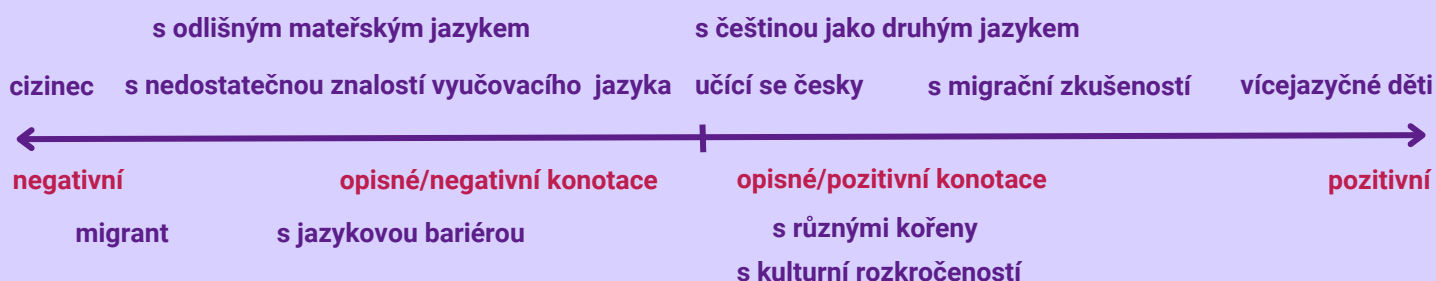 s odlišným mateřským jazykem s češtinou jako druhým jazykem
cizinec s nedostatečnou znalostí vyučovacího jazyka učící se česky s migrační zkušeností vícejazyčné děti
negativní opisné/negativní konotace opisné/pozitivní konotace pozitivní
migrant s jazykovou bariérou s různými kořeny
s kulturní rozkročeností